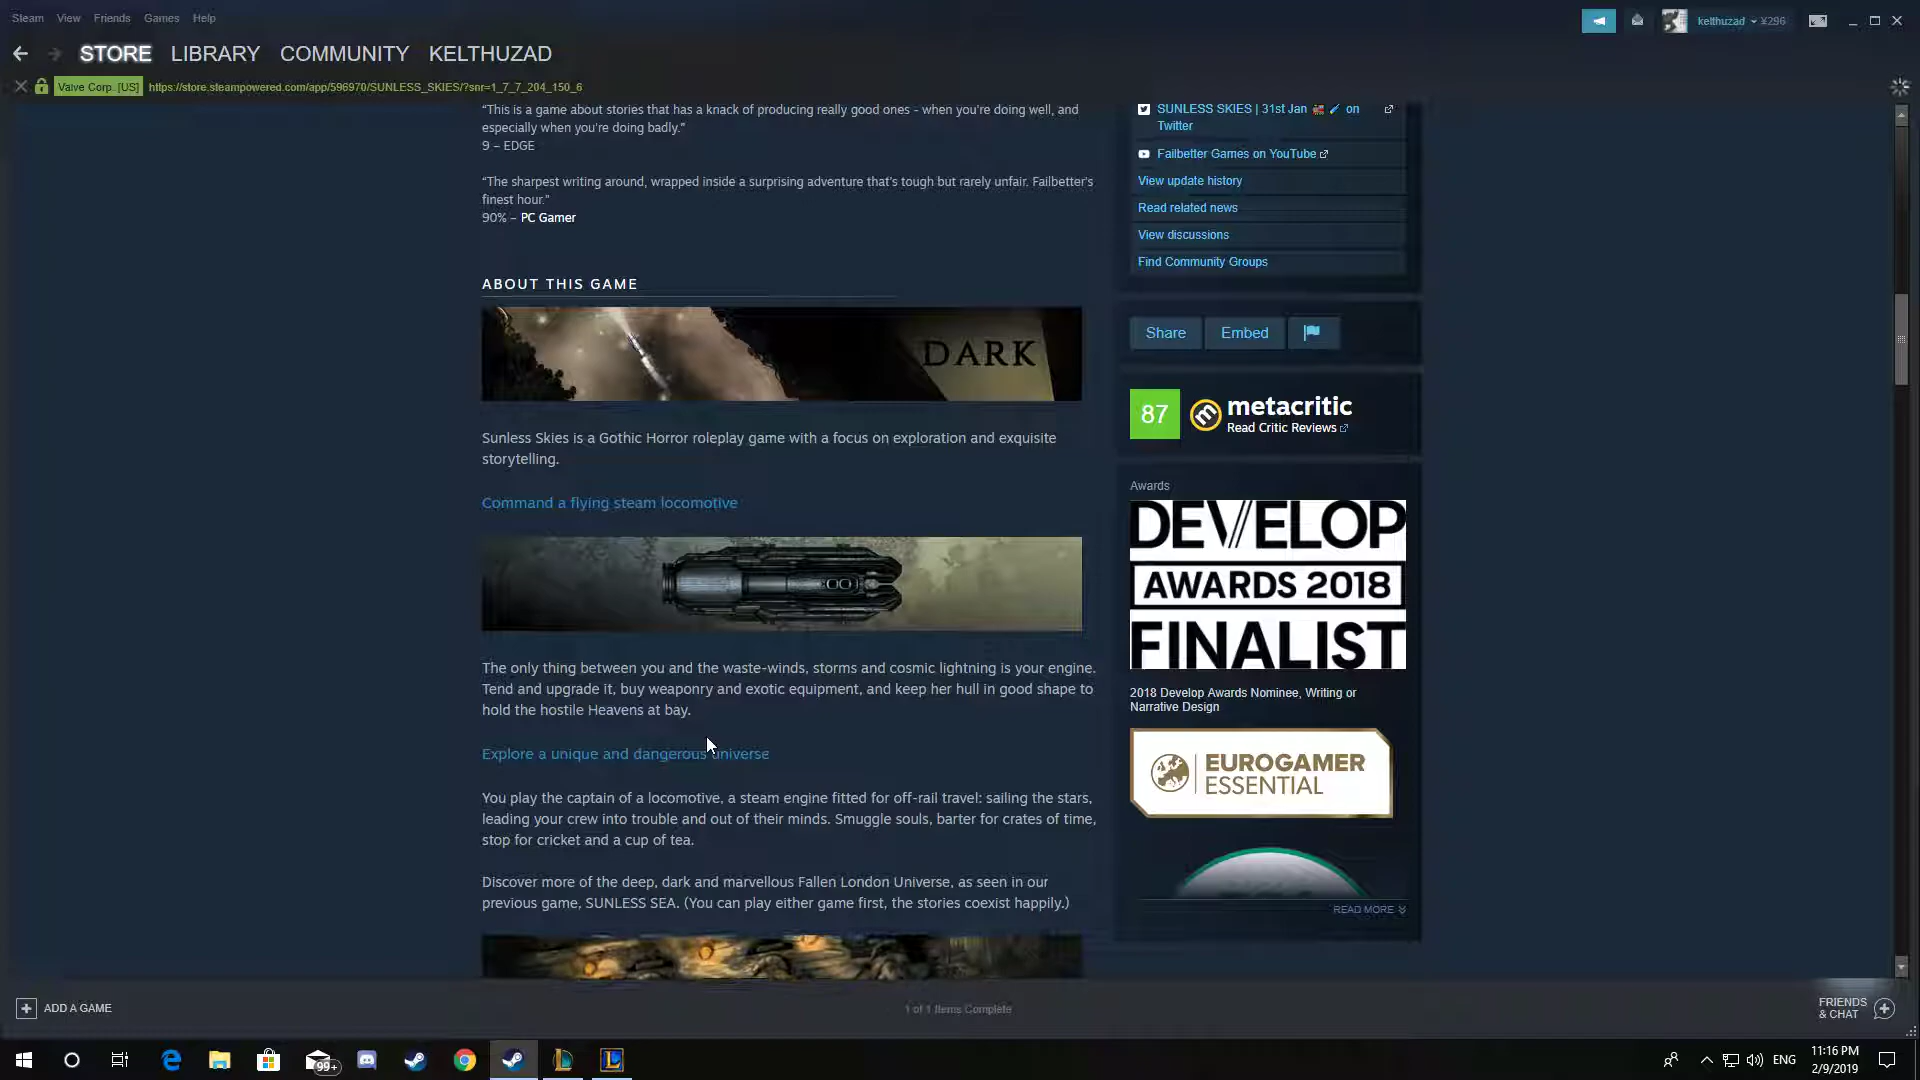 Steam View Friends Games Help
kelthuzad ¥296
STORE LIBRARY COMMUNITY KELTHUZAD
Valve Corp. [US] https://store.steampowered.com/app/596970/SUNLESS_SKIES/?snr=1_7_7_204_150_6
“This is a game about stories that has a knack of producing really good ones - when you're doing well, and
especially when you're doing badly.”
9 – EDGE
“The sharpest writing around, wrapped inside a surprising adventure that’s tough but rarely unfair. Failbetter’s
finest hour.”
90% – PC Gamer
ABOUT THIS GAME
DARK
Sunless Skies is a Gothic Horror roleplay game with a focus on exploration and exquisite
storytelling.
Command a flying steam locomotive
The only thing between you and the waste-winds, storms and cosmic lightning is your engine.
Tend and upgrade it, buy weaponry and exotic equipment, and keep her hull in good shape to
hold the hostile Heavens at bay.
Explore a unique and dangerous universe
You play the captain of a locomotive, a steam engine fitted for off-rail travel: sailing the stars,
leading your crew into trouble and out of their minds. Smuggle souls, barter for crates of time,
stop for cricket and a cup of tea.
Discover more of the deep, dark and marvellous Fallen London Universe, as seen in our
previous game, SUNLESS SEA. (You can play either game first, the stories coexist happily.)
SUNLESS SKIES | 31st Jan on
Twitter
Failbetter Games on YouTube
View update history
Read related news
View discussions
Find Community Groups
Share Embed
87 metacritic
Read Critic Reviews
Awards
DEVELOP
AWARDS 2018
FINALIST
2018 Develop Awards Nominee, Writing or
Narrative Design
EUROGAMER
ESSENTIAL
READ MORE
ADD A GAME
1 of 1 Items Complete
FRIENDS
& CHAT
99+
ENG
11:16 PM
2/9/2019